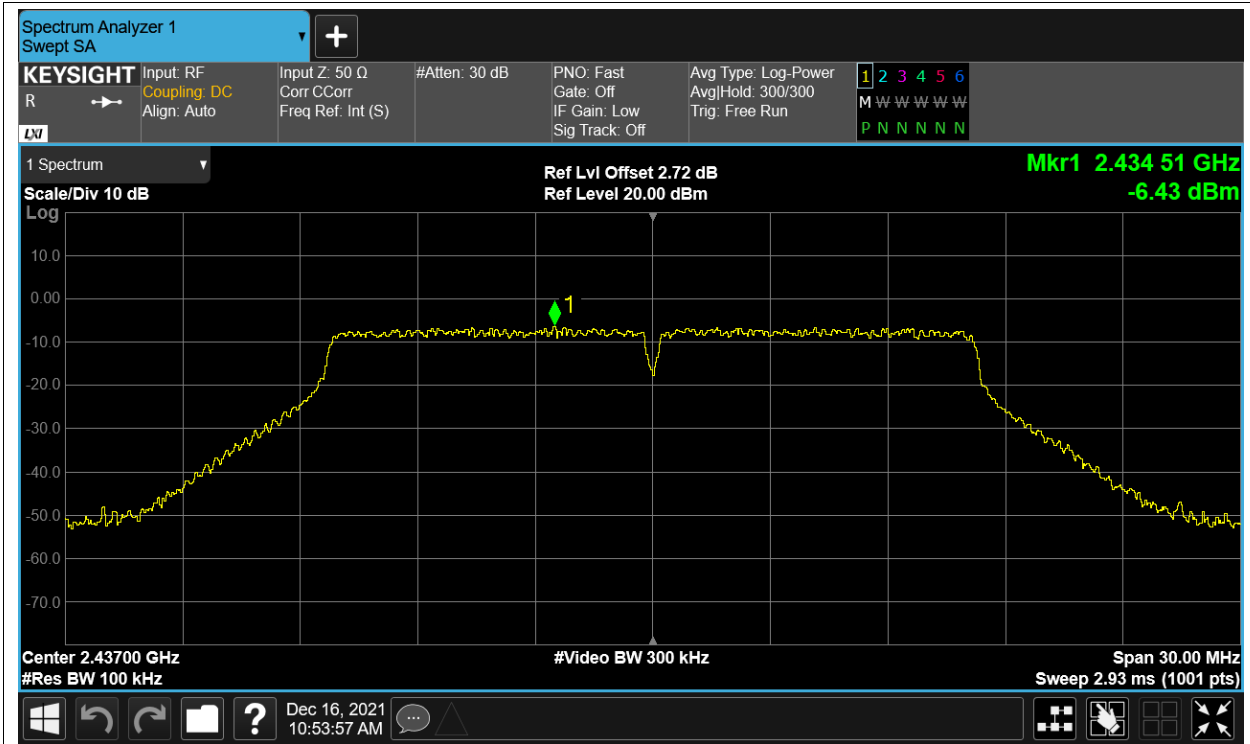 Spectrum Analyzer 1
Swept SA
KEYSIGHT
R
LXI
Input: RF
Coupling: DC
Align: Auto
Input Z: 50 Ω
Corr CCorr
Freq Ref: Int (S)
#Atten: 30 dB
PNO: Fast
Gate: Off
IF Gain: Low
Sig Track: Off
Avg Type: Log-Power
Avg|Hold: 300/300
Trig: Free Run
1 2 3 4 5 6
M W W W W W
P N N N N N
1 Spectrum
Scale/Div 10 dB
Log
Ref Lvl Offset 2.72 dB
Ref Level 20.00 dBm
Mkr1 2.434 51 GHz
-6.43 dBm
10.0
0.00
1
-10.0
-20.0
-30.0
-40.0
-50.0
-60.0
-70.0
Center 2.43700 GHz
#Video BW 300 kHz
Span 30.00 MHz
#Res BW 100 kHz
Sweep 2.93 ms (1001 pts)
?
Dec 16, 2021
10:53:57 AM